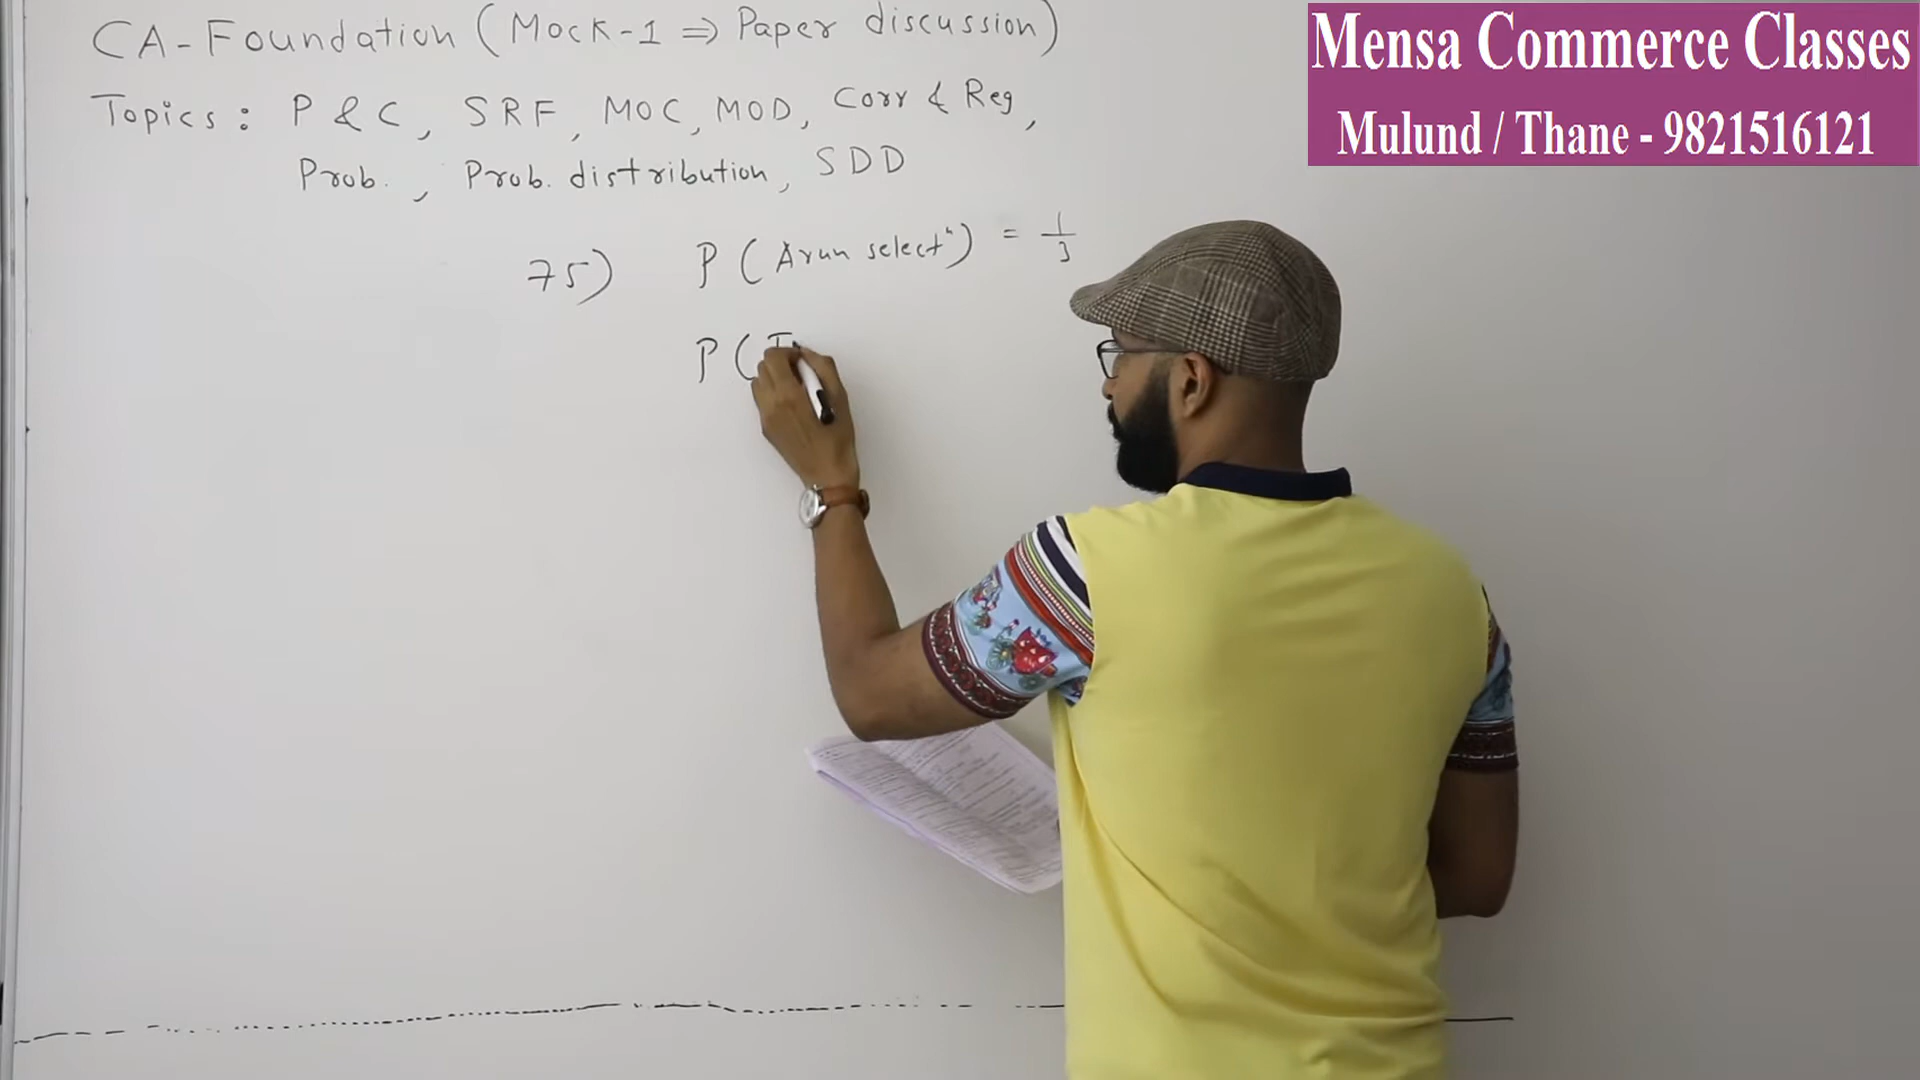 CA-Foundation (Mock-1 ⇒ Paper discussion)
Topics : P & C, SRF, MOC, MOD, Corr & Reg,
Prob., Prob. distribution, SDD
75) P (Arun selectⁿ) = 1/3
P (
Mensa Commerce Classes
Mulund / Thane - 9821516121